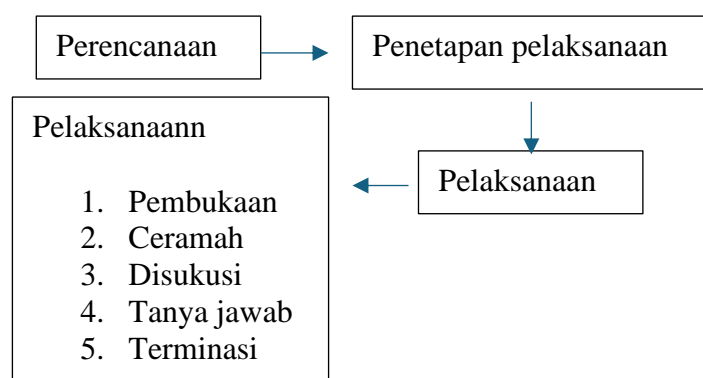 Perencanaan
Penetapan pelaksanaan
Pelaksanaan
Pelaksanaann
1. Pembukaan
2. Ceramah
3. Disukusi
4. Tanya jawab
5. Terminasi